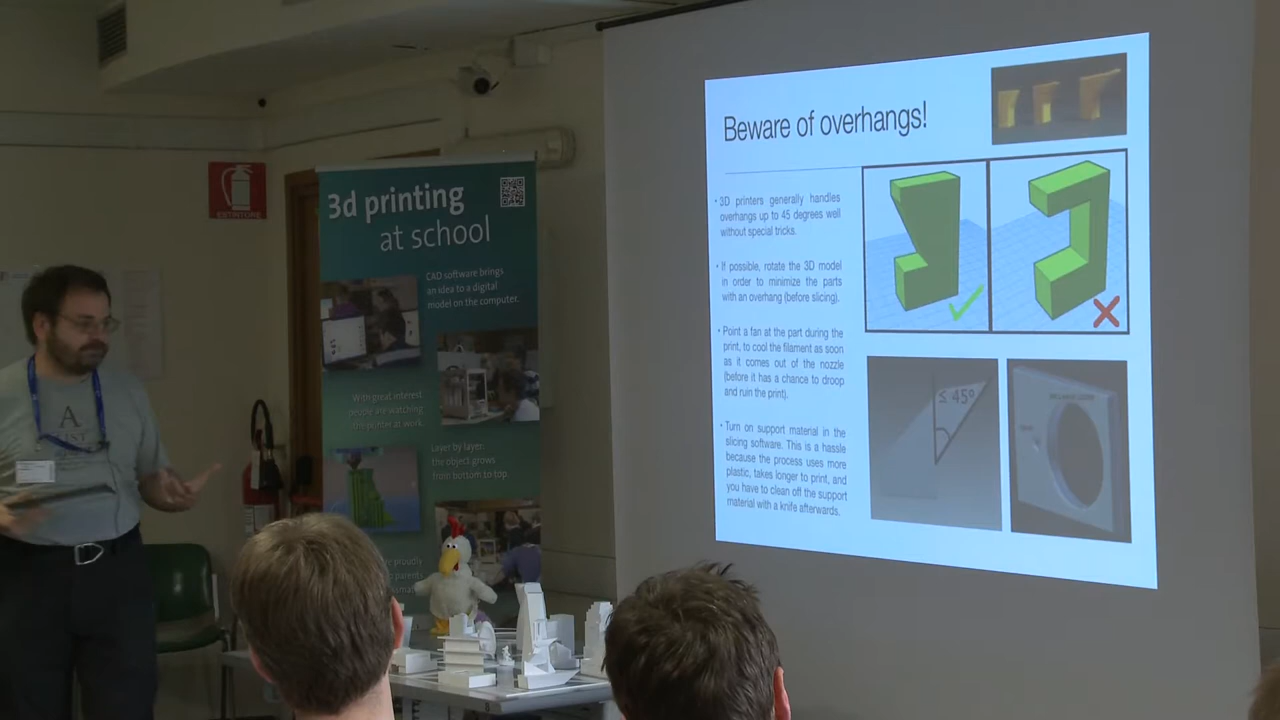 Beware of overhangs!
• 3D printers generally handles
overhangs up to 45 degrees well
without special tricks.
• If possible, rotate the 3D model
in order to minimize the parts
with an overhang (before slicing).
• Point a fan at the part during the
print, to cool the filament as soon
as it comes out of the nozzle
(before it has a chance to droop
and ruin the print).
• Turn on support material in the
slicing software. This is a hassle
because the process uses more
plastic, takes longer to print, and
you have to clean off the support
material with a knife afterwards.
≤ 45º
3d printing
at school
CAD software brings
an idea to a digital
model on the computer.
With great interest
people are watching
the printer at work.
Layer by layer:
the object grows
from bottom to top
proudly
parents
ESTINTORE
A